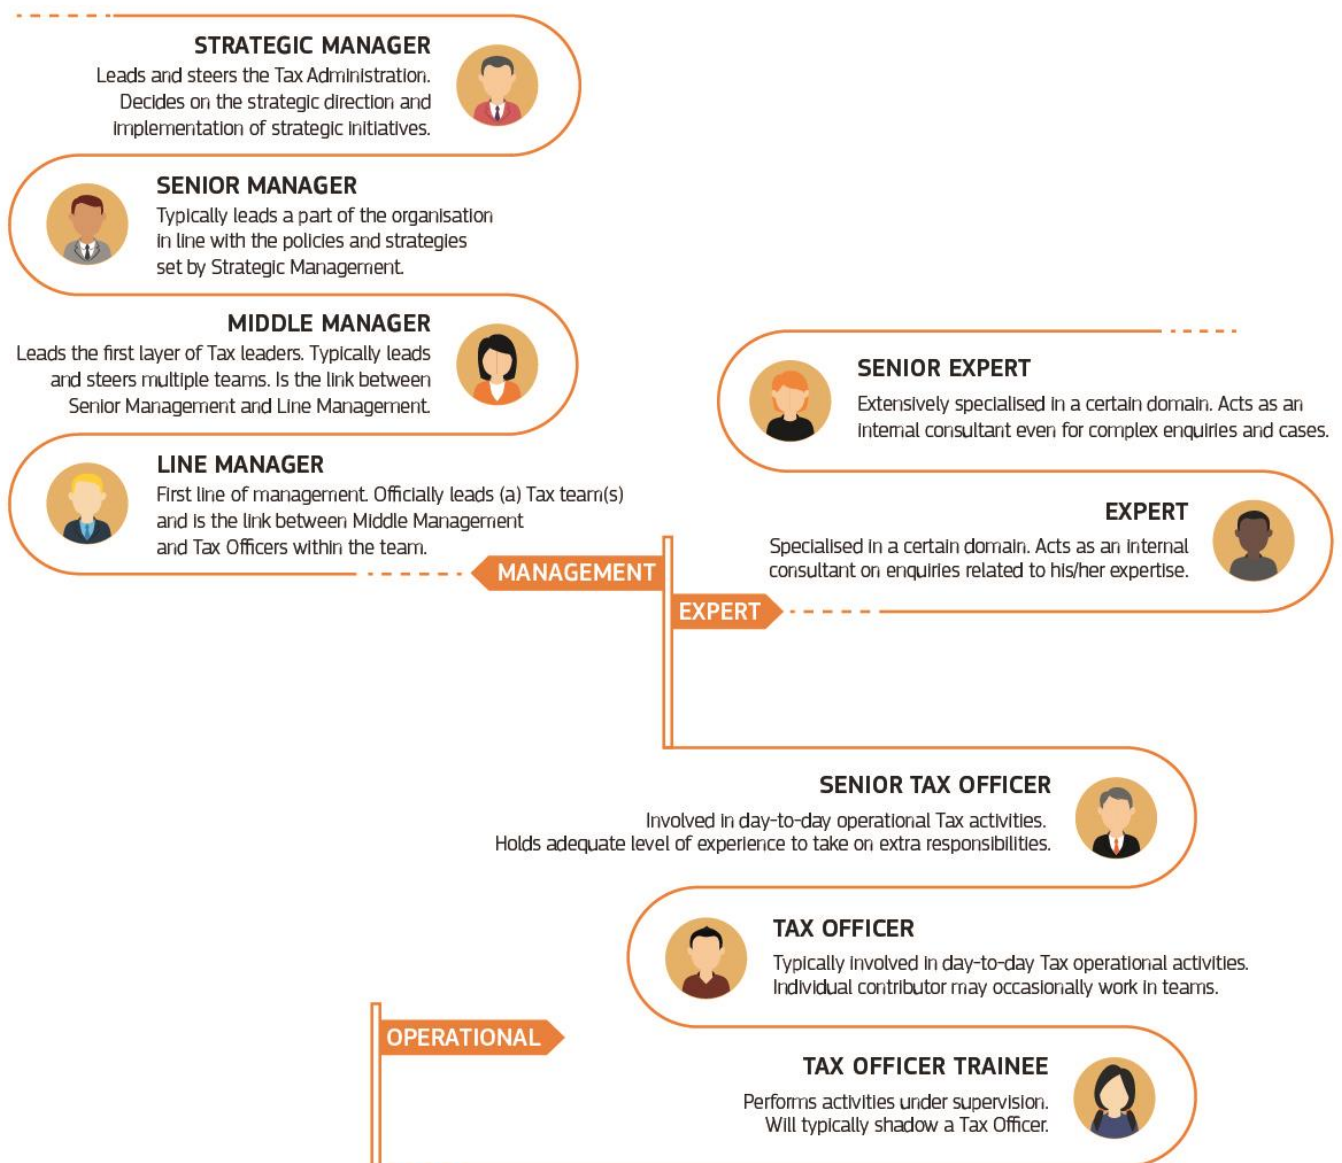 STRATEGIC MANAGER
Leads and steers the Tax Administration.
Decides on the strategic direction and
implementation of strategic initiatives.
SENIOR MANAGER
Typically leads a part of the organisation
in line with the policies and strategies
set by Strategic Management.
MIDDLE MANAGER
Leads the first layer of Tax leaders. Typically leads
and steers multiple teams. Is the link between
Senior Management and Line Management.
LINE MANAGER
First line of management. Officially leads (a) Tax team(s)
and is the link between Middle Management
and Tax Officers within the team.
MANAGEMENT
SENIOR EXPERT
Extensively specialised in a certain domain. Acts as an
internal consultant even for complex enquiries and cases.
EXPERT
Specialised in a certain domain. Acts as an internal
consultant on enquiries related to his/her expertise.
EXPERT
SENIOR TAX OFFICER
Involved in day-to-day operational Tax activities.
Holds adequate level of experience to take on extra responsibilities.
TAX OFFICER
Typically involved in day-to-day Tax operational activities.
Individual contributor may occasionally work in teams.
OPERATIONAL
TAX OFFICER TRAINEE
Performs activities under supervision.
Will typically shadow a Tax Officer.